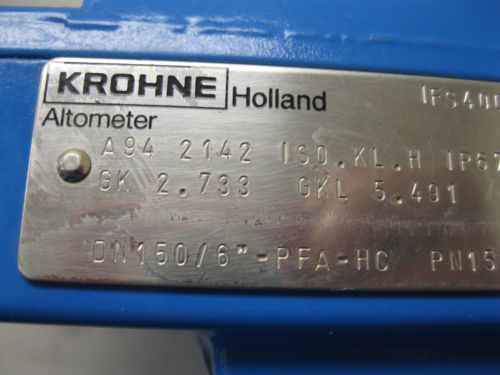 KROHNE Holland IFS40
Altometer
A94 2142 ISO.KL.H IP67
GK 2.733 GKL 5.491
DN150/6"-PFA-HC PN15